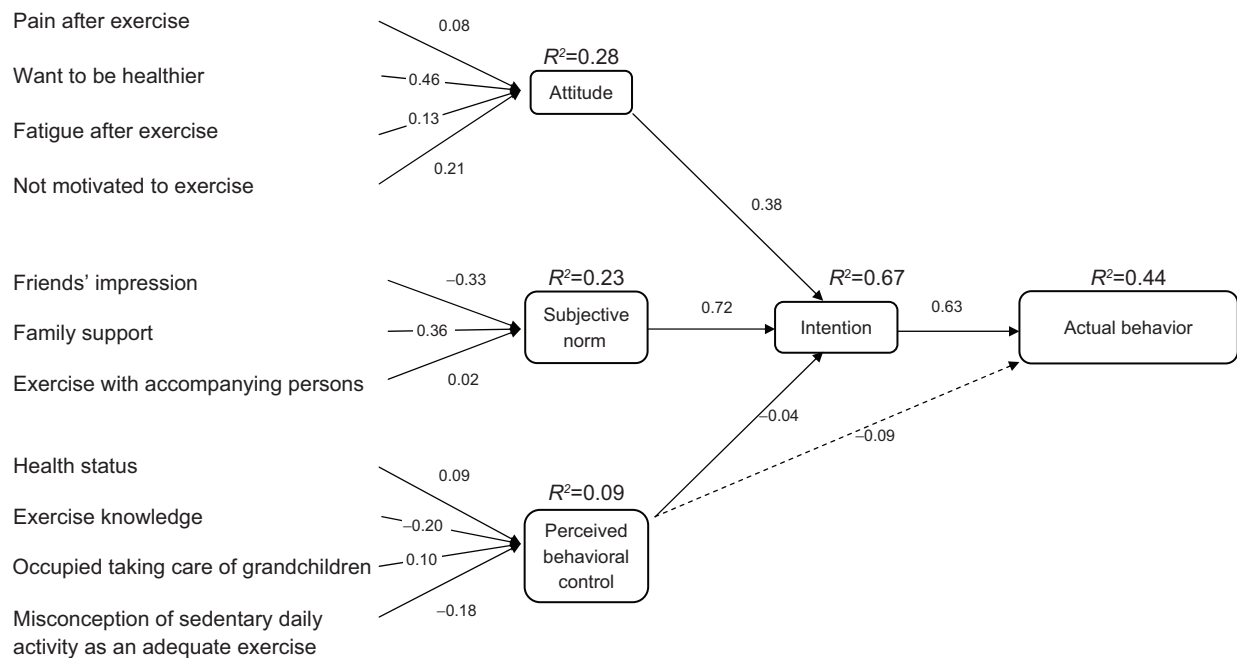 Pain after exercise
0.08
R²=0.28
Want to be healthier
0.46
Attitude
Fatigue after exercise
0.13
Not motivated to exercise
0.21
0.38
Friends’ impression
–0.33
R²=0.23
R²=0.67
R²=0.44
Family support
0.36
Subjective
norm
0.72
Intention
0.63
Actual behavior
Exercise with accompanying persons
0.02
–0.04
–0.09
Health status
0.09
R²=0.09
Exercise knowledge
–0.20
Perceived
behavioral
control
Occupied taking care of grandchildren
0.10
Misconception of sedentary daily
activity as an adequate exercise
–0.18